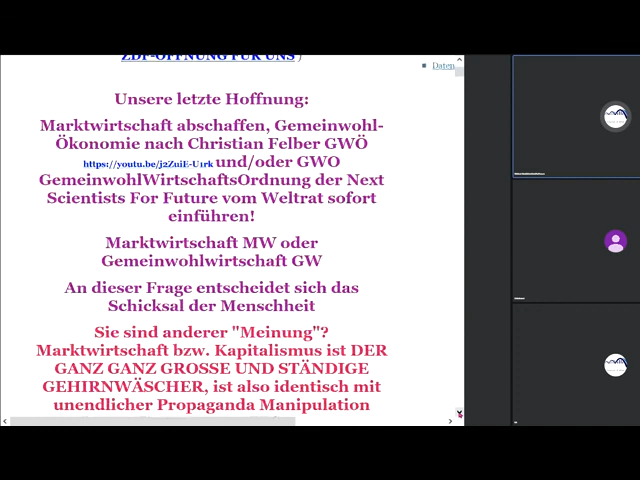 ZDF-ÖFFNUNG FÜR UNS )
Daten
Unsere letzte Hoffnung:
Marktwirtschaft abschaffen, Gemeinwohl-
Ökonomie nach Christian Felber GWÖ
https://youtu.be/j2ZuiE-U1rk und/oder GWO
GemeinwohlWirtschaftsOrdnung der Next
Scientists For Future vom Weltrat sofort
einführen!
Marktwirtschaft MW oder
Gemeinwohlwirtschaft GW
An dieser Frage entscheidet sich das
Schicksal der Menschheit
Sie sind anderer "Meinung"?
Marktwirtschaft bzw. Kapitalismus ist DER
GANZ GANZ GROSSE UND STÄNDIGE
GEHIRNWÄSCHER, ist also identisch mit
unendlicher Propaganda Manipulation